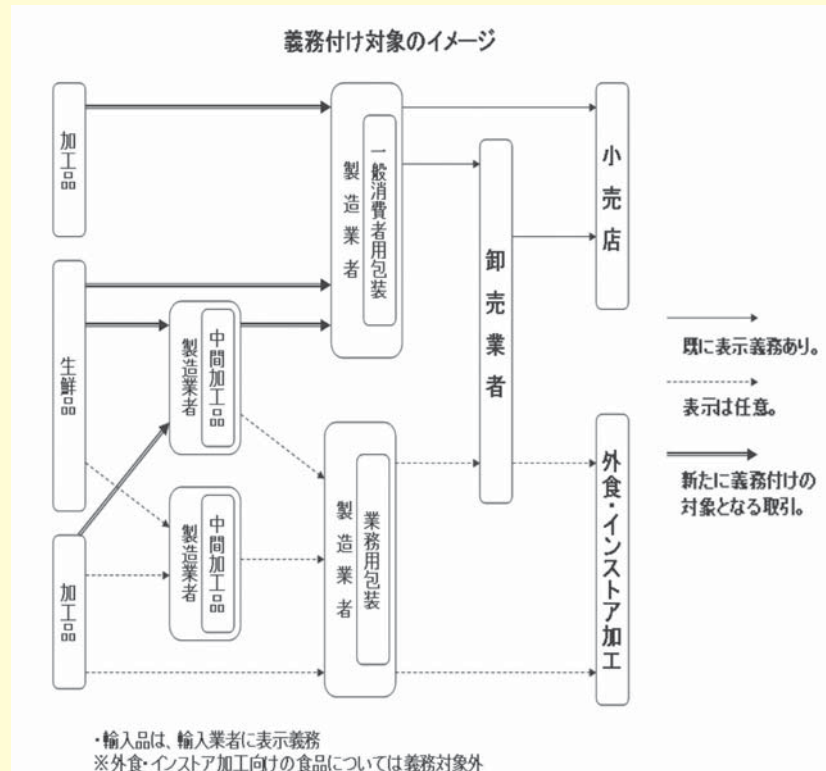 義務付け対象のイメージ
加工品
生鮮品
加工品
製造業者
中間加工品
製造業者
中間加工品
製造業者
一般消費者用包装
製造業者
業務用包装
卸売業者
小売店
外食・インストア加工
既に表示義務あり。
表示は任意。
新たに義務付けの
対象となる取引。
・輸入品は、輸入業者に表示義務
※外食・インストア加工向けの食品については義務対象外